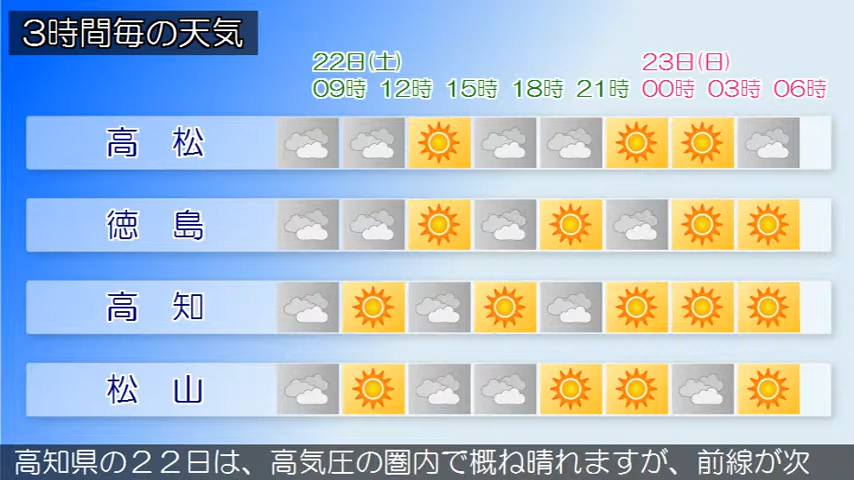 3時間毎の天気
22日(土) 23日(日)
09時 12時 15時 18時 21時 00時 03時 06時
高松
徳島
高知
松山
高知県の２２日は、高気圧の圏内で概ね晴れますが、前線が次